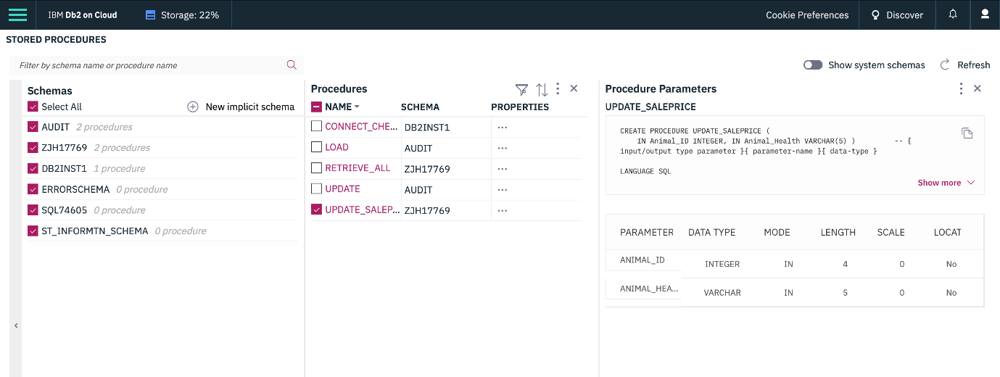 IBM Db2 on Cloud Storage: 22% Cookie Preferences Discover
STORED PROCEDURES
Filter by schema name or procedure name
Show system schemas Refresh
Schemas
Select All New implicit schema
AUDIT 2 procedures
ZJH17769 2 procedures
DB2INST1 1 procedure
ERRORSCHEMA 0 procedure
SQL74605 0 procedure
ST_INFORMTN_SCHEMA 0 procedure
Procedures
NAME SCHEMA PROPERTIES
CONNECT_CHE... DB2INST1 ...
LOAD AUDIT ...
RETRIEVE_ALL ZJH17769 ...
UPDATE AUDIT ...
UPDATE_SALEP... ZJH17769 ...
Procedure Parameters
UPDATE_SALEPRICE
CREATE PROCEDURE UPDATE_SALEPRICE (
IN Animal_ID INTEGER, IN Animal_Health VARCHAR(5) ) -- {
input/output type parameter }{ parameter-name }{ data-type }
LANGUAGE SQL
Show more
PARAMETER DATA TYPE MODE LENGTH SCALE LOCAT
ANIMAL_ID INTEGER IN 4 0 No
ANIMAL_HEA... VARCHAR IN 5 0 No